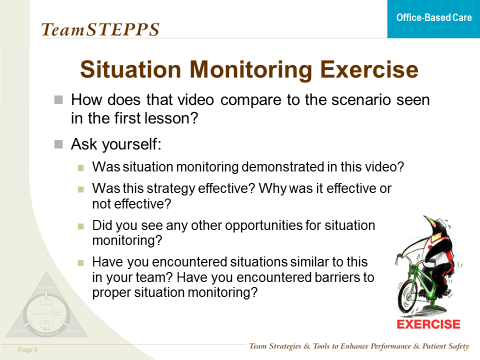 Office-Based Care
TeamSTEPPS
Situation Monitoring Exercise
How does that video compare to the scenario seen
in the first lesson?
Ask yourself:
Was situation monitoring demonstrated in this video?
Was this strategy effective? Why was it effective or
not effective?
Did you see any other opportunities for situation
monitoring?
Have you encountered situations similar to this
in your team? Have you encountered barriers to
proper situation monitoring?
EXERCISE
Team Strategies & Tools to Enhance Performance & Patient Safety